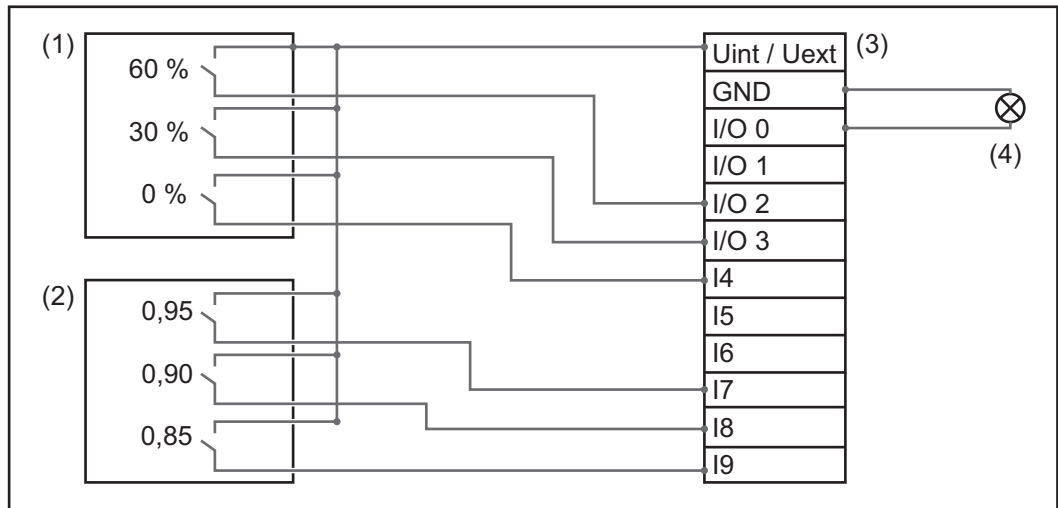 (1)
60 %
30 %
0 %
(2)
0,95
0,90
0,85
Uint / Uext
GND
I/O 0
I/O 1
I/O 2
I/O 3
I4
I5
I6
I7
I8
I9
(3)
(4)